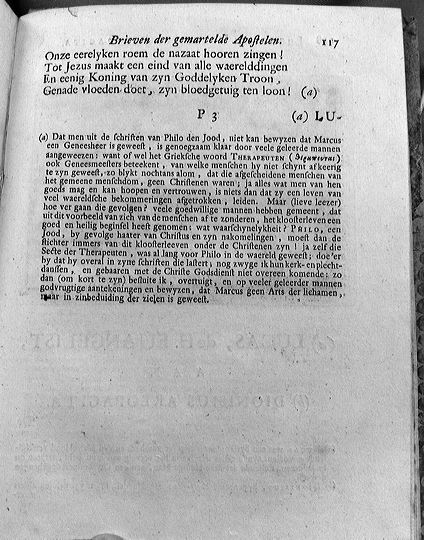 Brieven der gemartelde Apostelen. 117
Onze eerelyken roem de nazaat hooren zingen!
Tot Jezus maakt een eind van alle waerelddingen
En eenig Koning van zyn Goddelyken Troon,
Genade vloeden doet, zyn bloedgetuig ten loon! (a)
P 3 (a) LU-
(a) Dat men uit de schriften van Philo den Jood, niet kan bewyzen dat Marcus
een Geneesheer is geweest, is genoegzaam klaar door veele geleerde mannen
aangeweezen: want of wel het Grieksche woord THERAPEUTEN (
ook Geneesmeesters beteekent, van welke menschen hy niet schynt afkeerig
te zyn geweest, zo blykt nochtans alom, dat die afgescheidene menschen van
het gemeene menschdom, geen Christenen waren; ja alles wat men van hen
goeds mag en kan hoopen en vertrouwen, is niets dan dat zy een leven van
veel waereldsche bekommeringen afgetrokken, leiden. Maar (lieve leezer)
hoe ver gaan die gevolgen? veele goedwillige mannen hebben gemeent, dat
uit dit voorbeeld van zich van de menschen af te zonderen, het kloosterleven een
goed en heilig beginsel heeft genomen: wat waarschynelykheit? PHILO, een
Jood, by gevolge haater van Christus en zyn nakomelingen, moest dan de
stichter immers van dit kloosterleeven onder de Christenen zyn! ja zelf die
Secte der Therapeuten, was al lang voor Philo in de waereld geweest; doe'er
by dat hy overal in zyne schriften die lastert; nog zwyge ik hun kerk- en plecht-
danssen, en gebaaren met de Christe Godsdienst niet overeen komende: zo
dan (om kort te zyn) besluite ik, overtuigt, en op veeler geleerder mannen
godvrugtige aantekeningen en bewyzen, dat Marcus geen Arts der lichamen,
maar in zinbeduiding der zielen is geweest.